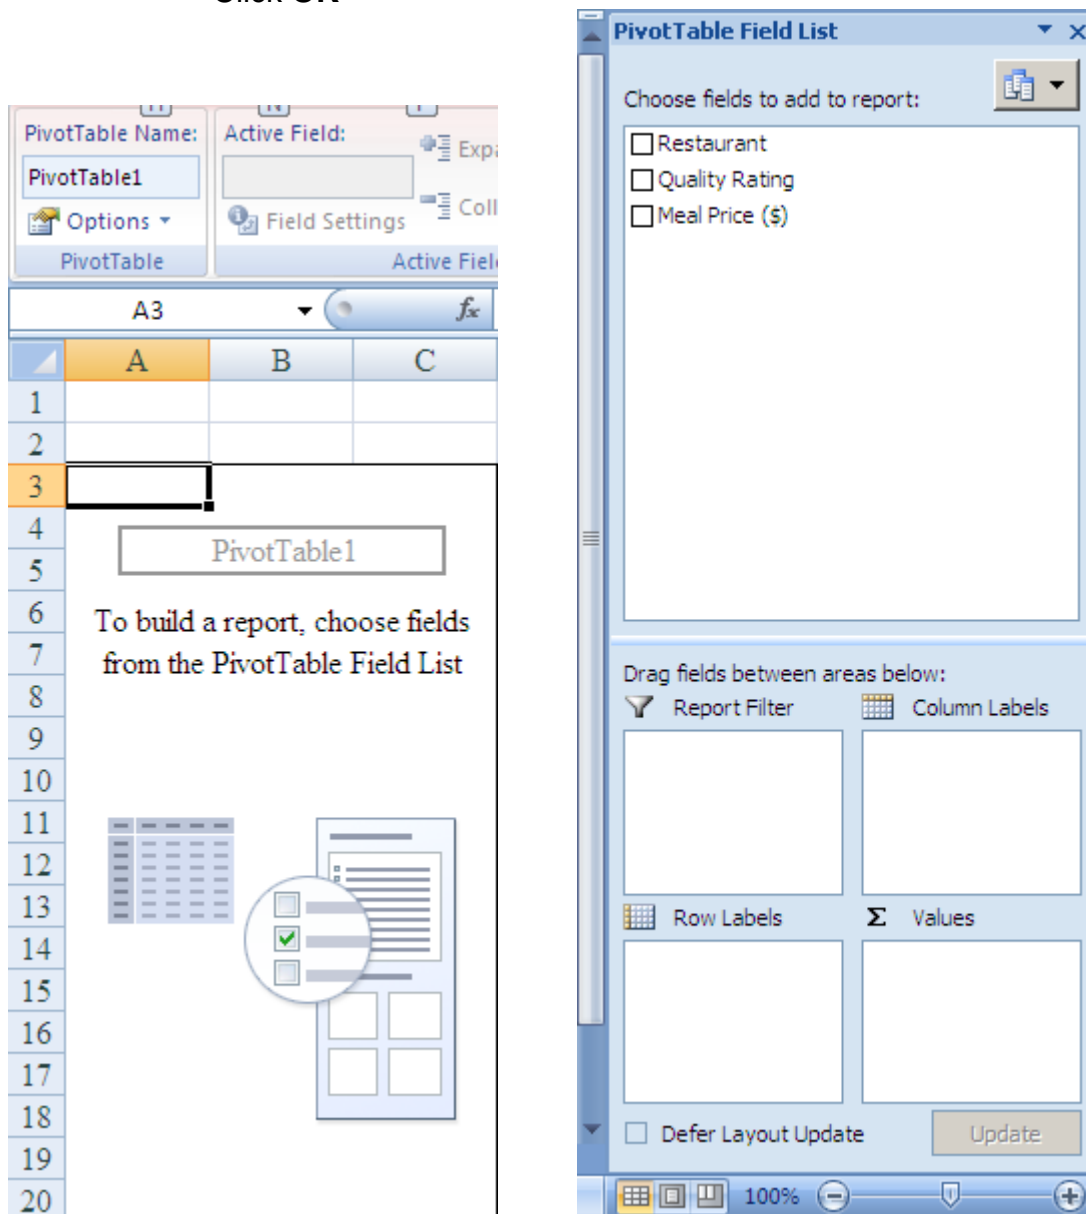 Click OK
PivotTable Name:
PivotTable1
Options
PivotTable
Active Field:
Field Settings
A3
fx
A B C
1
2
3
4
5
6
7
8
9
10
11
12
13
14
15
16
17
18
19
20
PivotTable1
To build a report, choose fields
from the PivotTable Field List
PivotTable Field List
Choose fields to add to report:
Restaurant
Quality Rating
Meal Price ($)
Drag fields between areas below:
Report Filter
Column Labels
Row Labels
Σ Values
Defer Layout Update
Update
100%